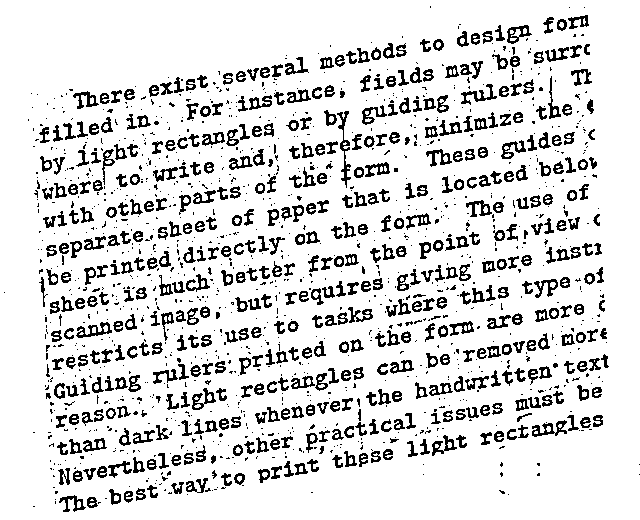 There exist several methods to design form
filled in. For instance, fields may be surro
by light rectangles or by guiding rulers. Th
where to write and, therefore, minimize the
with other parts of the form. These guides
separate sheet of paper that is located below
be printed directly on the form. The use of
sheet is much better from the point of view
scanned image, but requires giving more instr
restricts its use to tasks where this type of
Guiding rulers printed on the form are more
reason. Light rectangles can be removed more
than dark lines whenever the handwritten text
Nevertheless, other practical issues must be
The best way to print these light rectangles